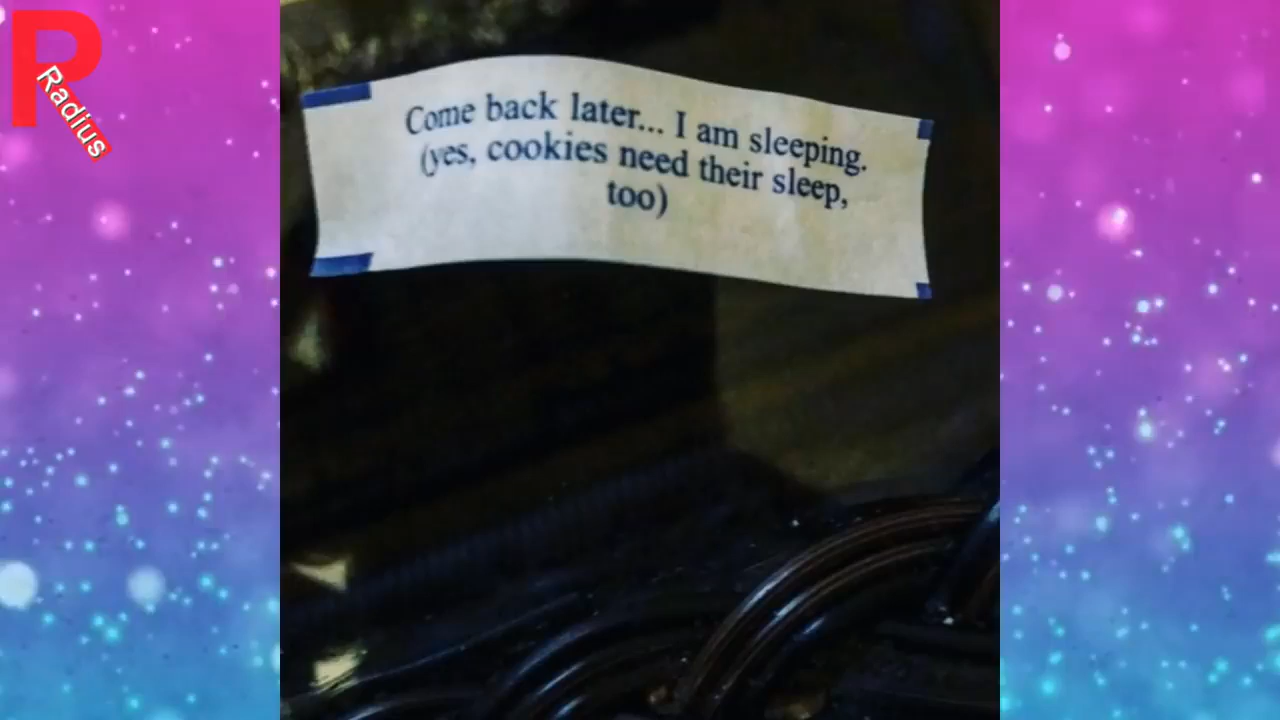 R
Radius
Come back later... I am sleeping.
(yes, cookies need their sleep,
too)